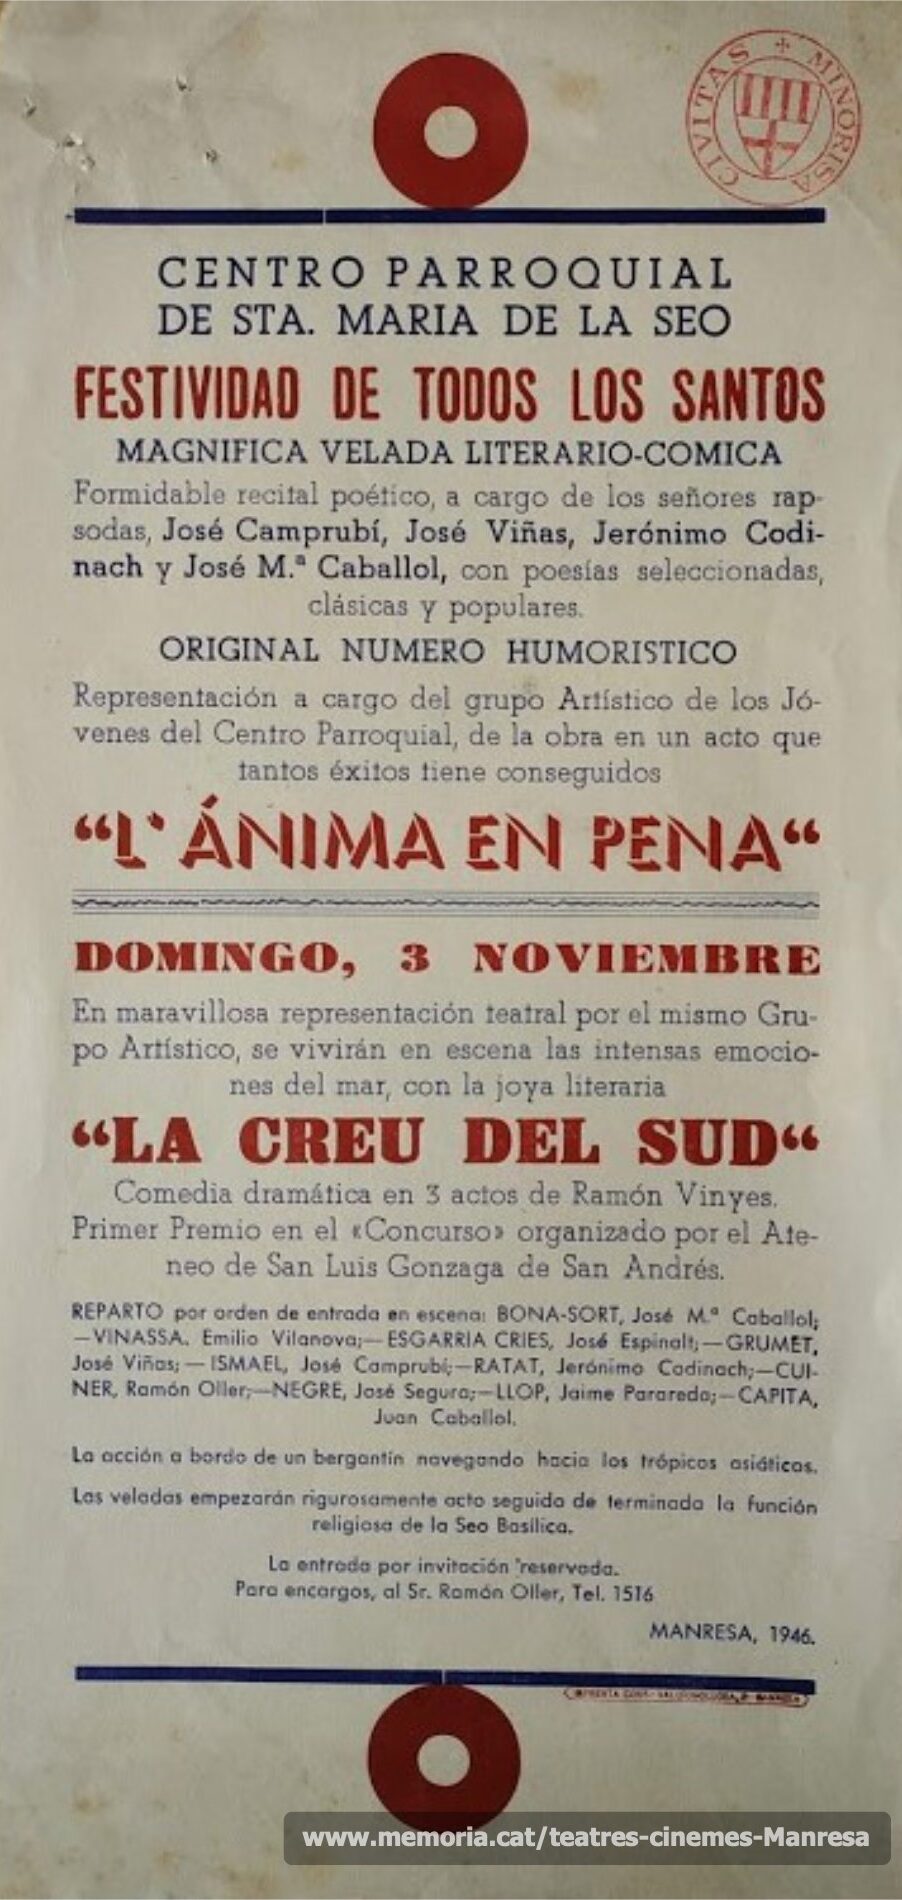 CIVITAS MINORISA
CENTRO PARROQUIAL
DE STA. MARIA DE LA SEO
FESTIVIDAD DE TODOS LOS SANTOS
MAGNIFICA VELADA LITERARIO-COMICA
Formidable recital poético, a cargo de los señores rap-
sodas, José Camprubí, José Viñas, Jerónimo Codi-
nach y José M.ª Caballol, con poesías seleccionadas,
clásicas y populares.
ORIGINAL NUMERO HUMORISTICO
Representación a cargo del grupo Artístico de los Jó-
venes del Centro Parroquial, de la obra en un acto que
tantos éxitos tiene conseguidos
“L'ÁNIMA EN PENA“
DOMINGO, 3 NOVIEMBRE
En maravillosa representación teatral por el mismo Gru-
po Artístico, se vivirán en escena las intensas emocio-
nes del mar, con la joya literaria
“LA CREU DEL SUD“
Comedia dramática en 3 actos de Ramón Vinyes.
Primer Premio en el «Concurso» organizado por el Ate-
neo de San Luis Gonzaga de San Andrés.
REPARTO por orden de entrada en escena: BONA-SORT, José M.ª Caballol;
—VINASSA. Emilio Vilanova;—ESGARRIA CRIES, José Espinalt;—GRUMET,
José Viñas;—ISMAEL, José Camprubí;—RATAT, Jerónimo Codinach;—CUI-
NER, Ramón Oller;—NEGRE, José Segura;—LLOP, Jaime Parareda;—CAPITA,
Juan Caballol.
La acción a bordo de un bergantín navegando hacia los trópicos asiáticos.
Las veladas empezarán rigurosamente acto seguido de terminada la función
religiosa de la Seo Basílica.
La entrada por invitación reservada.
Para encargos, al Sr. Ramón Oller, Tel. 1516
MANRESA, 1946.
IMPRENTA MANRESA
www.memoria.cat/teatres-cinemes-Manresa